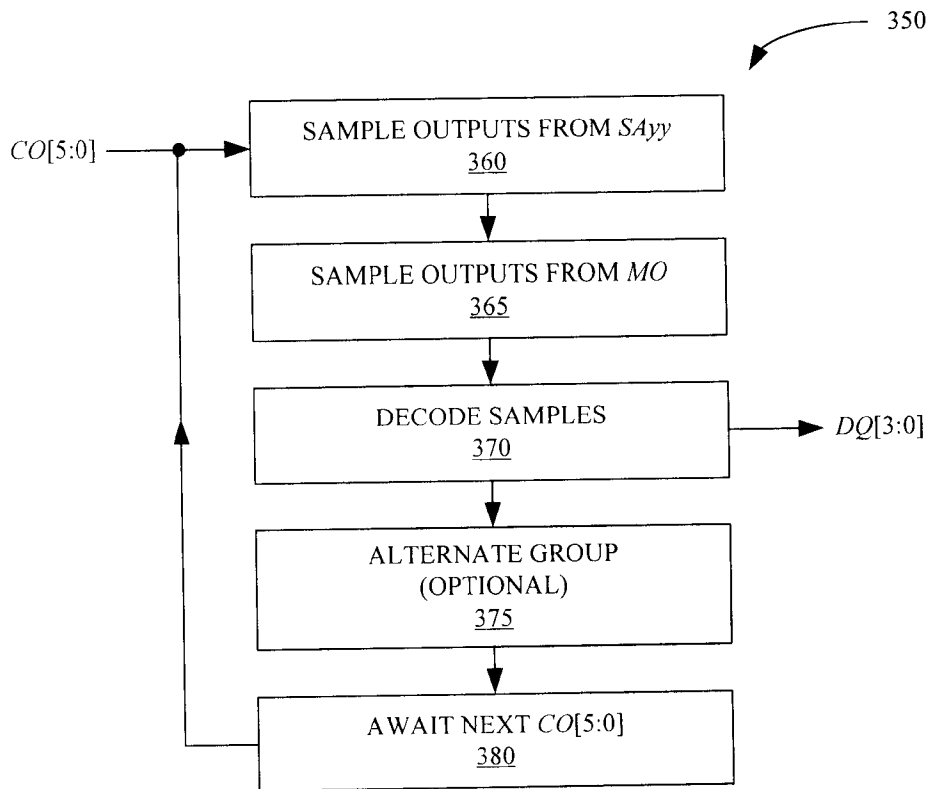 350
CO[5:0]
SAMPLE OUTPUTS FROM SAyy
360
SAMPLE OUTPUTS FROM MO
365
DECODE SAMPLES
370
DQ[3:0]
ALTERNATE GROUP
(OPTIONAL)
375
AWAIT NEXT CO[5:0]
380